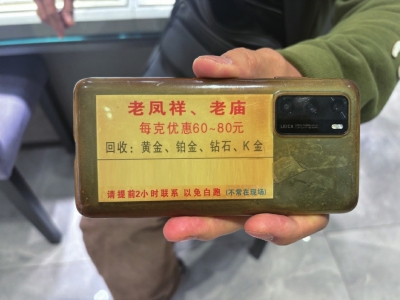 老凤祥、老庙
每克优惠60~80元
回收：黄金、铂金、钻石、K金
请提前2小时联系 以免白跑 (不常在现场)